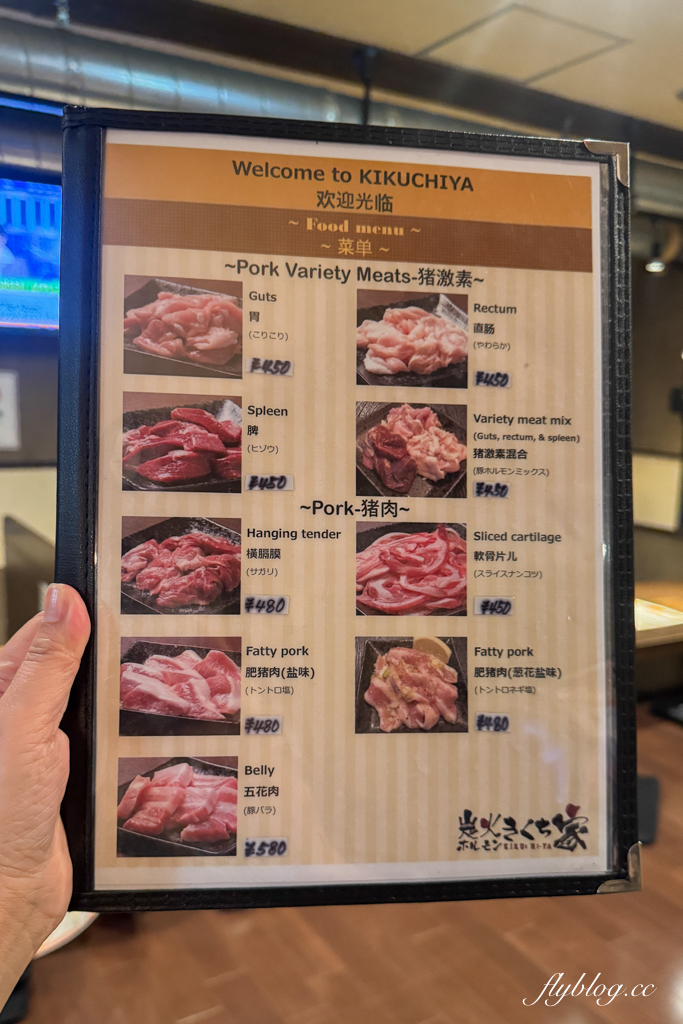 Welcome to KIKUCHIYA
欢迎光临
~ Food menu ~
~ 菜单 ~
~Pork Variety Meats-猪激素~
Guts
胃
(こりこり)
¥450
Rectum
直肠
(やわらか)
¥450
Spleen
脾
(ヒゾウ)
¥450
Variety meat mix
(Guts, rectum, & spleen)
猪激素混合
(豚ホルモンミックス)
¥450
~Pork-猪肉~
Hanging tender
横膈膜
(サガリ)
¥480
Sliced cartilage
軟骨片儿
(スライスナンコツ)
¥450
Fatty pork
肥猪肉(盐味)
(トントロ塩)
¥480
Fatty pork
肥猪肉(葱花盐味)
(トントロネギ塩)
¥480
Belly
五花肉
(豚バラ)
¥580
炭火きくち家
ホルモン KIKUCHI-YA
flyblog.cc